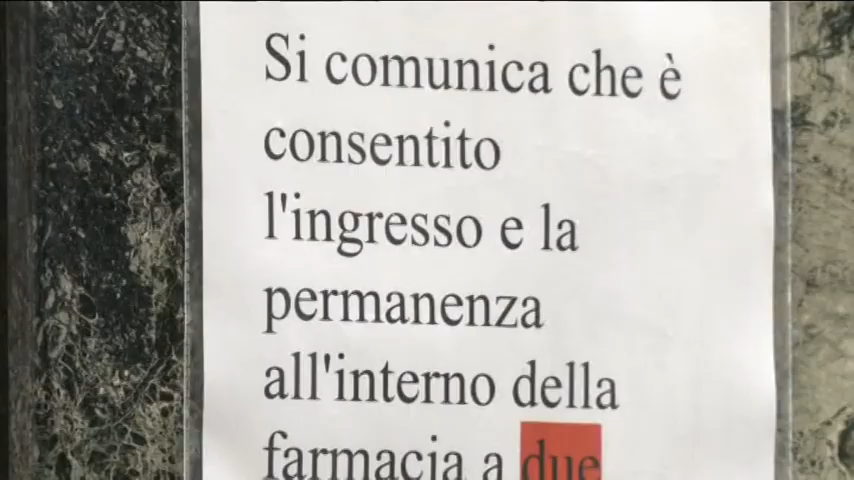 Si comunica che è
consentito
l'ingresso e la
permanenza
all'interno della
farmacia a due